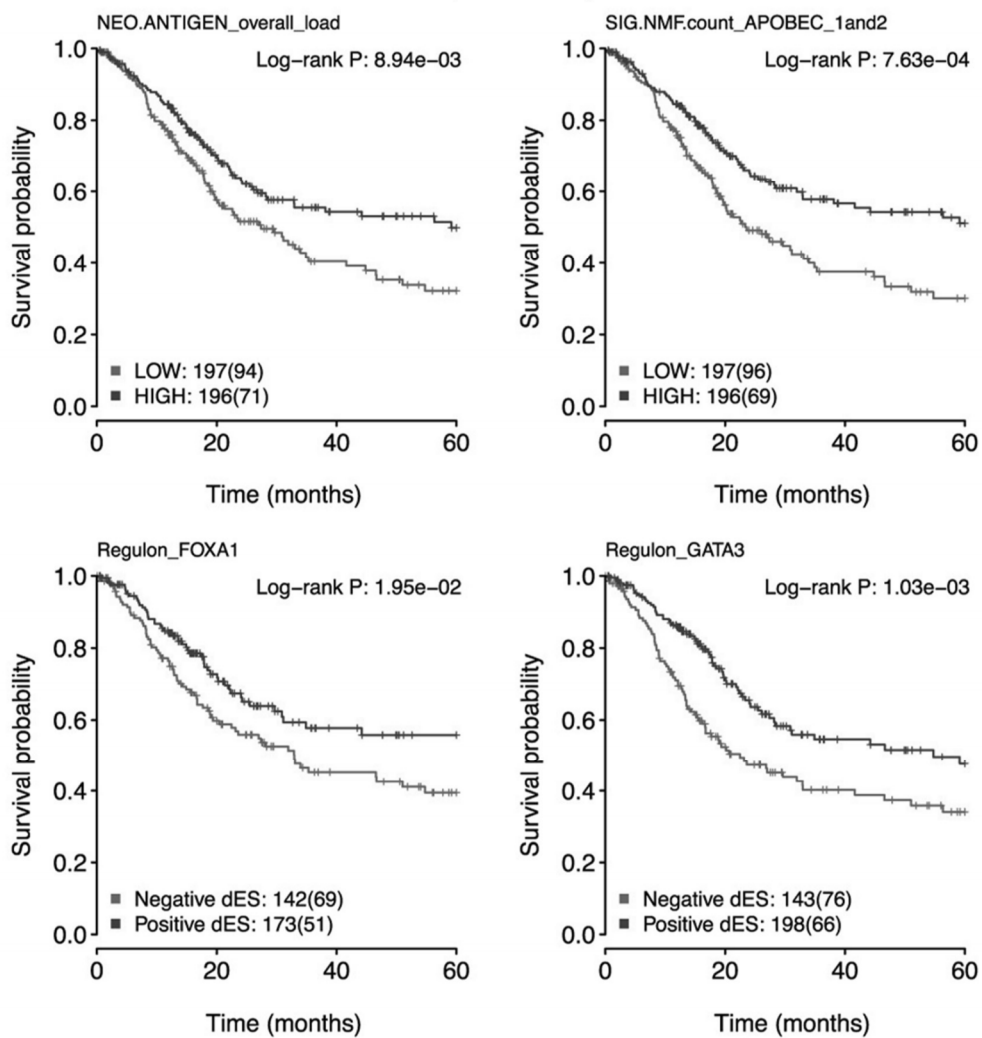 NEO.ANTIGEN_overall_load
Log-rank P: 8.94e-03
Survival probability
1.0
0.8
0.6
0.4
0.2
0.0
LOW: 197(94)
HIGH: 196(71)
0 20 40 60
Time (months)
SIG.NMF.count_APOBEC_1and2
Log-rank P: 7.63e-04
Survival probability
1.0
0.8
0.6
0.4
0.2
0.0
LOW: 197(96)
HIGH: 196(69)
0 20 40 60
Time (months)
Regulon_FOXA1
Log-rank P: 1.95e-02
Survival probability
1.0
0.8
0.6
0.4
0.2
0.0
Negative dES: 142(69)
Positive dES: 173(51)
0 20 40 60
Time (months)
Regulon_GATA3
Log-rank P: 1.03e-03
Survival probability
1.0
0.8
0.6
0.4
0.2
0.0
Negative dES: 143(76)
Positive dES: 198(66)
0 20 40 60
Time (months)